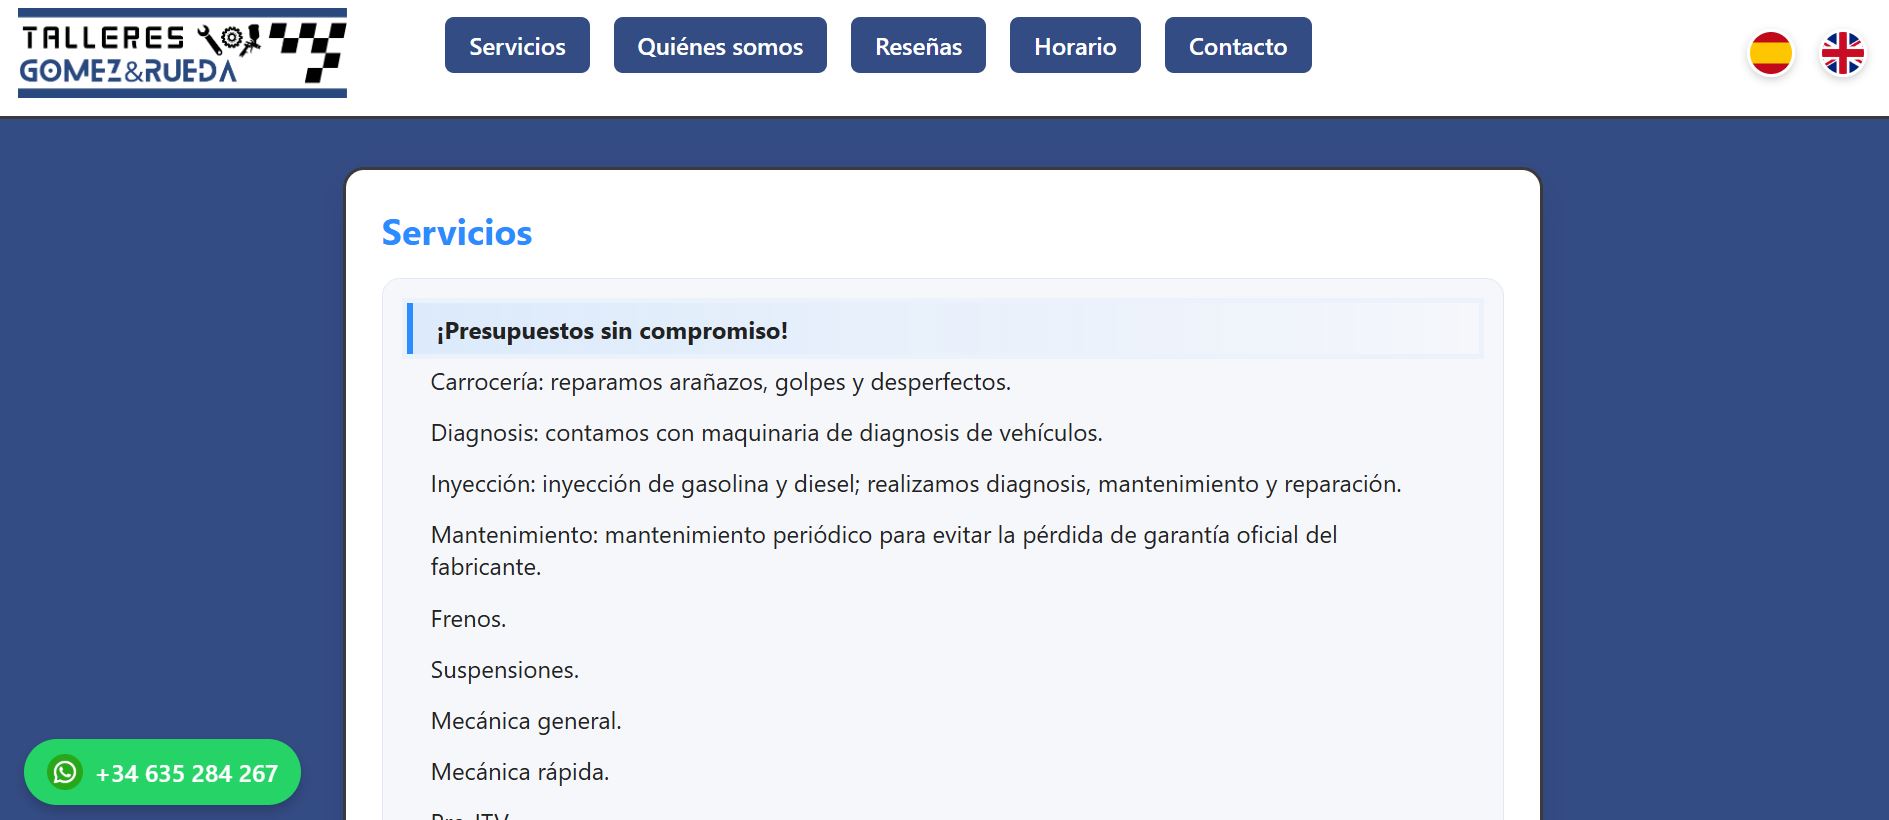 TALLERES
GOMEZ&RUEDA
Servicios
Quiénes somos
Reseñas
Horario
Contacto
Servicios
¡Presupuestos sin compromiso!
Carrocería: reparamos arañazos, golpes y desperfectos.
Diagnosis: contamos con maquinaria de diagnosis de vehículos.
Inyección: inyección de gasolina y diesel; realizamos diagnosis, mantenimiento y reparación.
Mantenimiento: mantenimiento periódico para evitar la pérdida de garantía oficial del
fabricante.
Frenos.
Suspensiones.
Mecánica general.
Mecánica rápida.
Pre-ITV
+34 635 284 267